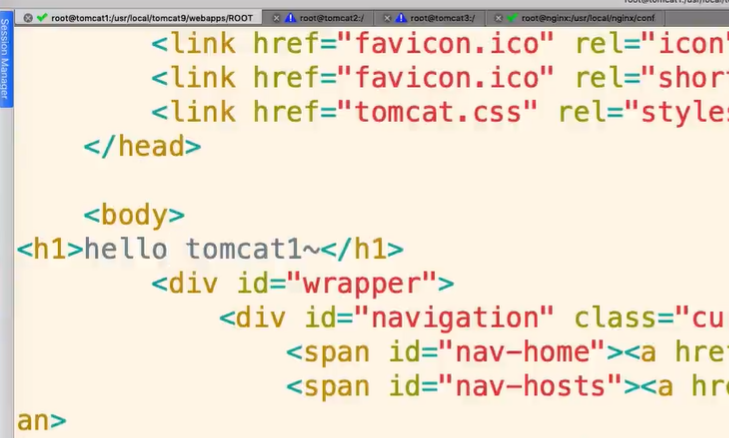 root@tomcat1:/usr/local/tomcat9/webapps/ROOT
root@tomcat2:/
root@tomcat3:/
root@nginx:/usr/local/nginx/conf
Session Manager
<link href="favicon.ico" rel="icon"
<link href="favicon.ico" rel="shor
<link href="tomcat.css" rel="styles
</head>
<body>
<h1>hello tomcat1~</h1>
<div id="wrapper">
<div id="navigation" class="cu
<span id="nav-home"><a hre
<span id="nav-hosts"><a hr
an>